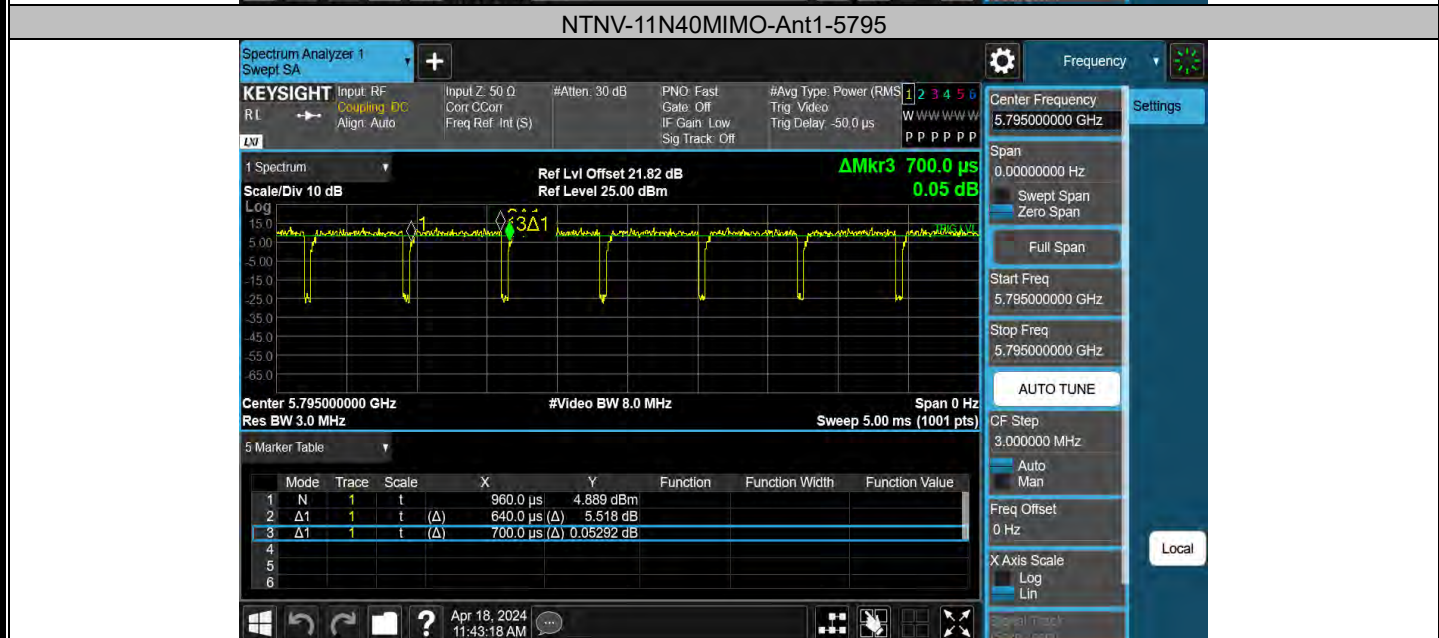 NTNV-11N40MIMO-Ant1-5795
Spectrum Analyzer 1
Swept SA
Frequency
KEYSIGHT
RL
LXI
Input: RF
Coupling: DC
Align: Auto
Input Z: 50 Ω
Corr CCorr
Freq Ref: Int (S)
#Atten: 30 dB
PNO: Fast
Gate: Off
IF Gain: Low
Sig Track: Off
#Avg Type: Power (RMS
Trig: Video
Trig Delay: -50.0 µs
1 2 3 4 5 6
W W W W W W
P P P P P P
1 Spectrum
Scale/Div 10 dB
Ref Lvl Offset 21.82 dB
Ref Level 25.00 dBm
ΔMkr3 700.0 µs
0.05 dB
Log
15.0
5.00
-5.00
-15.0
-25.0
-35.0
-45.0
-55.0
-65.0
1
3Δ1
TRIG LVL
Center 5.795000000 GHz
#Video BW 8.0 MHz
Span 0 Hz
Res BW 3.0 MHz
Sweep 5.00 ms (1001 pts)
5 Marker Table
Mode Trace Scale X Y Function Function Width Function Value
1 N 1 t 960.0 µs 4.889 dBm
2 Δ1 1 t (Δ) 640.0 µs (Δ) 5.518 dB
3 Δ1 1 t (Δ) 700.0 µs (Δ) 0.05292 dB
4
5
6
Apr 18, 2024
11:43:18 AM
Center Frequency
5.795000000 GHz
Span
0.00000000 Hz
Swept Span
Zero Span
Full Span
Start Freq
5.795000000 GHz
Stop Freq
5.795000000 GHz
AUTO TUNE
CF Step
3.000000 MHz
Auto
Man
Freq Offset
0 Hz
X Axis Scale
Log
Lin
Signal Track
Settings
Local